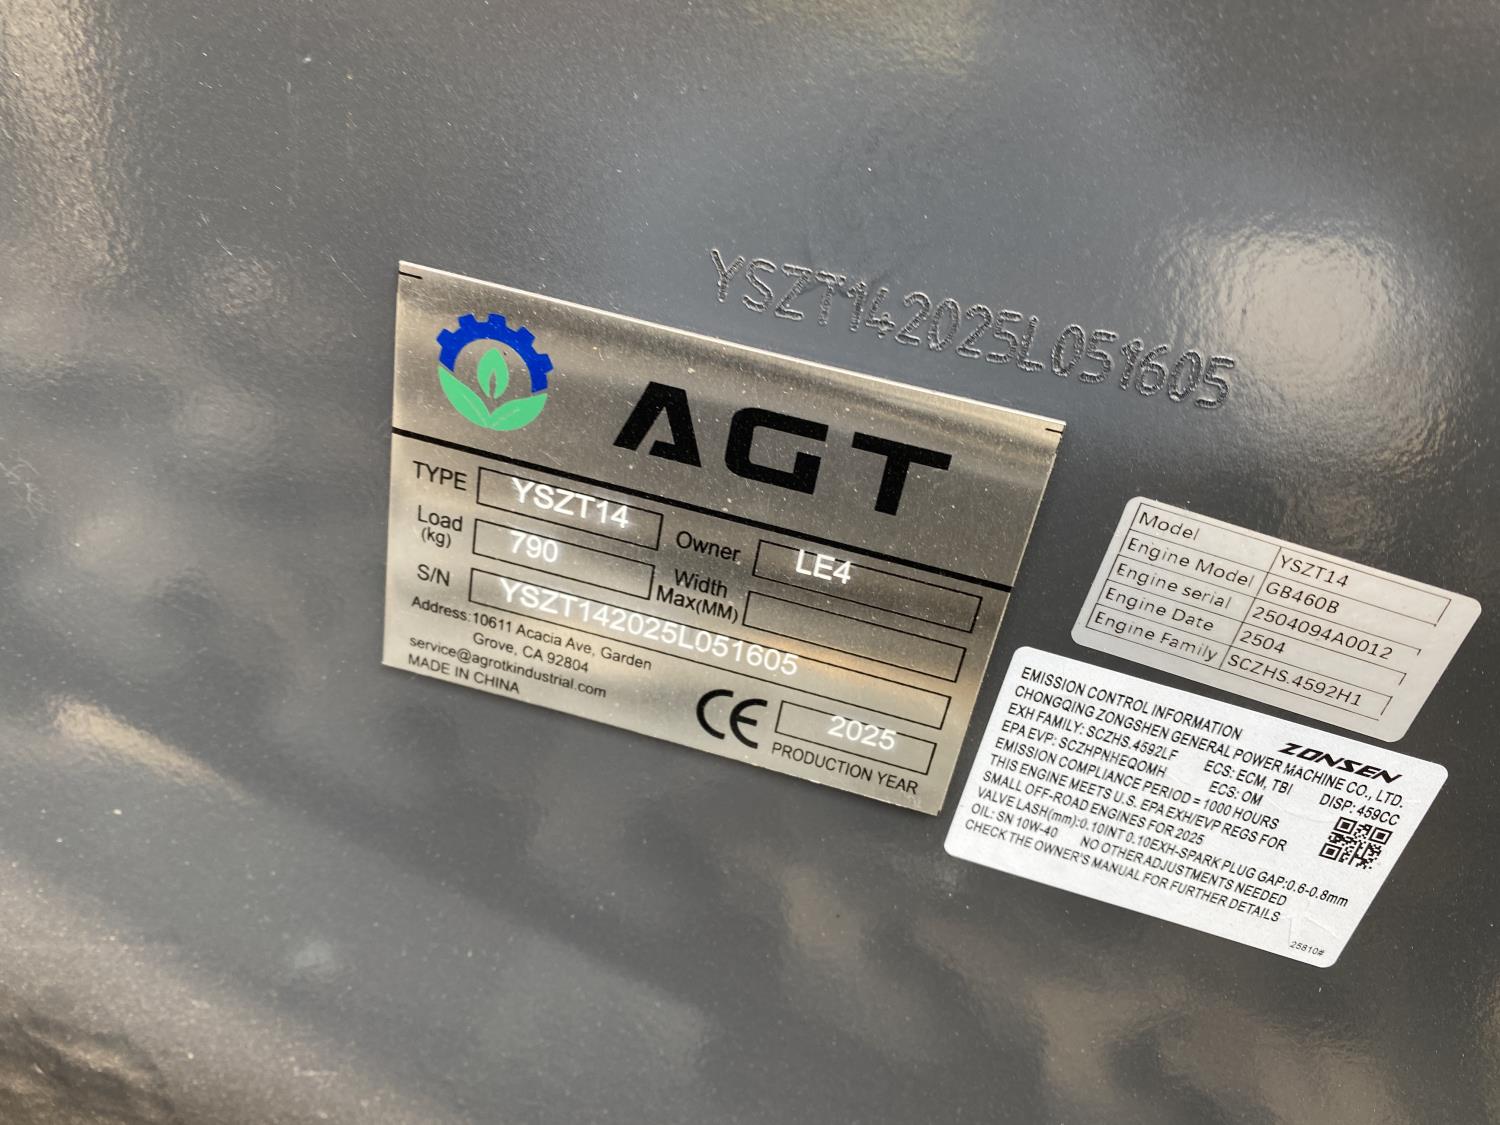 YSZT142025L051605
AGT
TYPE YSZT14 Owner LE4
Load (kg) 790 Width Max(MM)
S/N YSZT142025L051605
Address:10611 Acacia Ave, Garden
Grove, CA 92804
service@agrotkindustrial.com
MADE IN CHINA
CE 2025
PRODUCTION YEAR
Model YSZT14
Engine Model GB460B
Engine serial 2504094A0012
Engine Date 2504
Engine Family SCZHS.4592H1
EMISSION CONTROL INFORMATION
ZONSEN
CHONGQING ZONGSHEN GENERAL POWER MACHINE CO., LTD.
EXH FAMILY: SCZHS.4592LF ECS: ECM, TBI DISP: 459CC
EPA EVP: SCZHPNHEQOMH ECS: OM
EMISSION COMPLIANCE PERIOD = 1000 HOURS
THIS ENGINE MEETS U.S. EPA EXH/EVP REGS FOR
SMALL OFF-ROAD ENGINES FOR 2025
VALVE LASH(mm):0.10INT 0.10EXH-SPARK PLUG GAP:0.6-0.8mm
OIL: SN 10W-40 NO OTHER ADJUSTMENTS NEEDED
CHECK THE OWNER'S MANUAL FOR FURTHER DETAILS
25810#